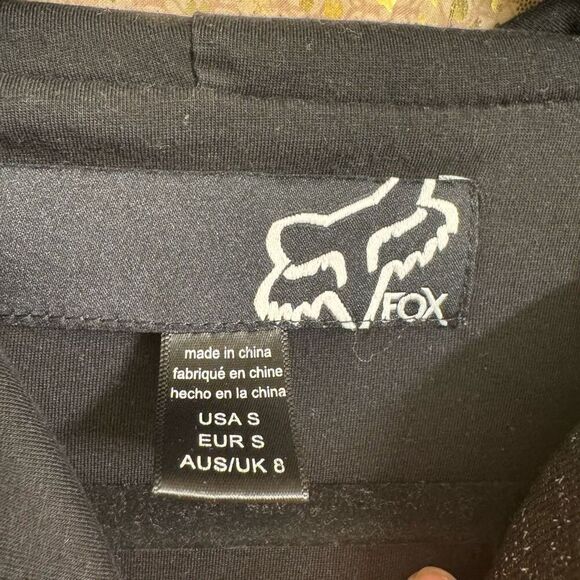 FOX
made in china
fabriqué en chine
hecho en la china
USA S
EUR S
AUS/UK 8